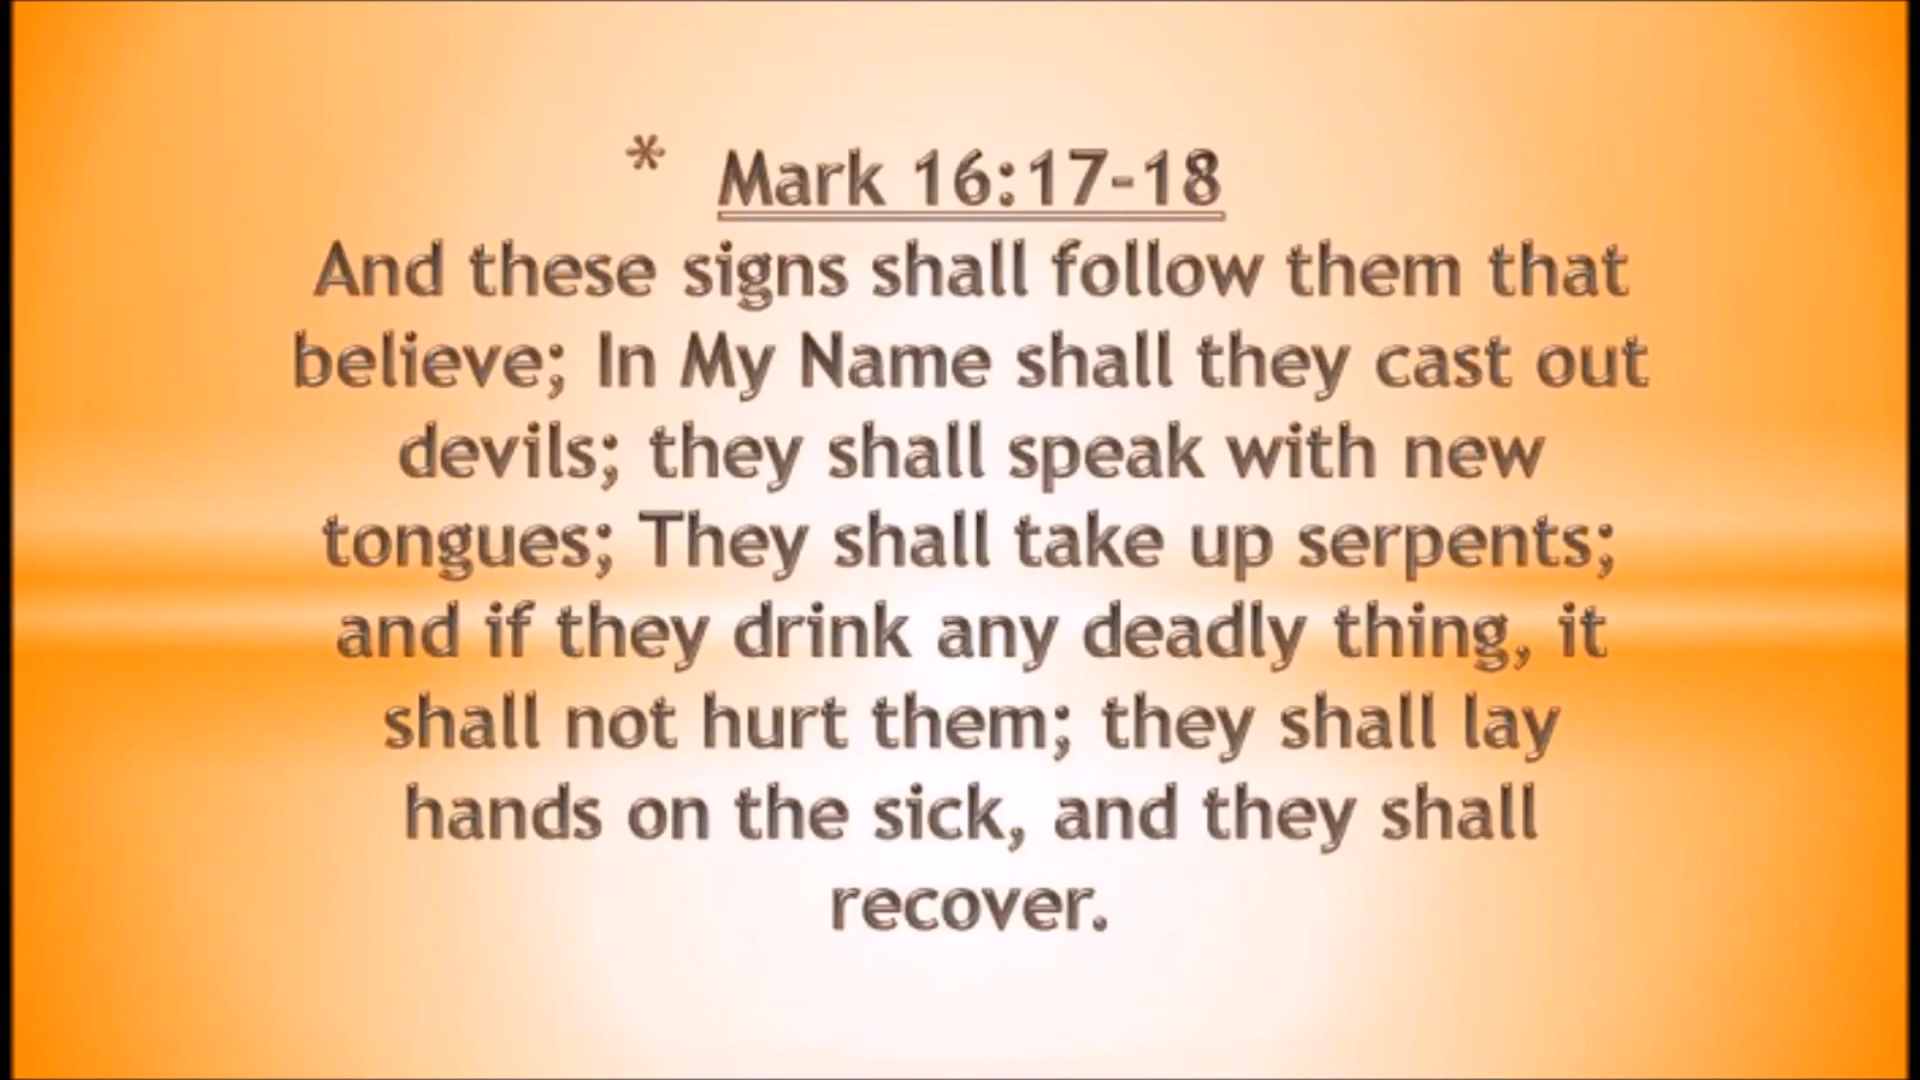 * Mark 16:17-18
And these signs shall follow them that
believe; In My Name shall they cast out
devils; they shall speak with new
tongues; They shall take up serpents;
and if they drink any deadly thing, it
shall not hurt them; they shall lay
hands on the sick, and they shall
recover.